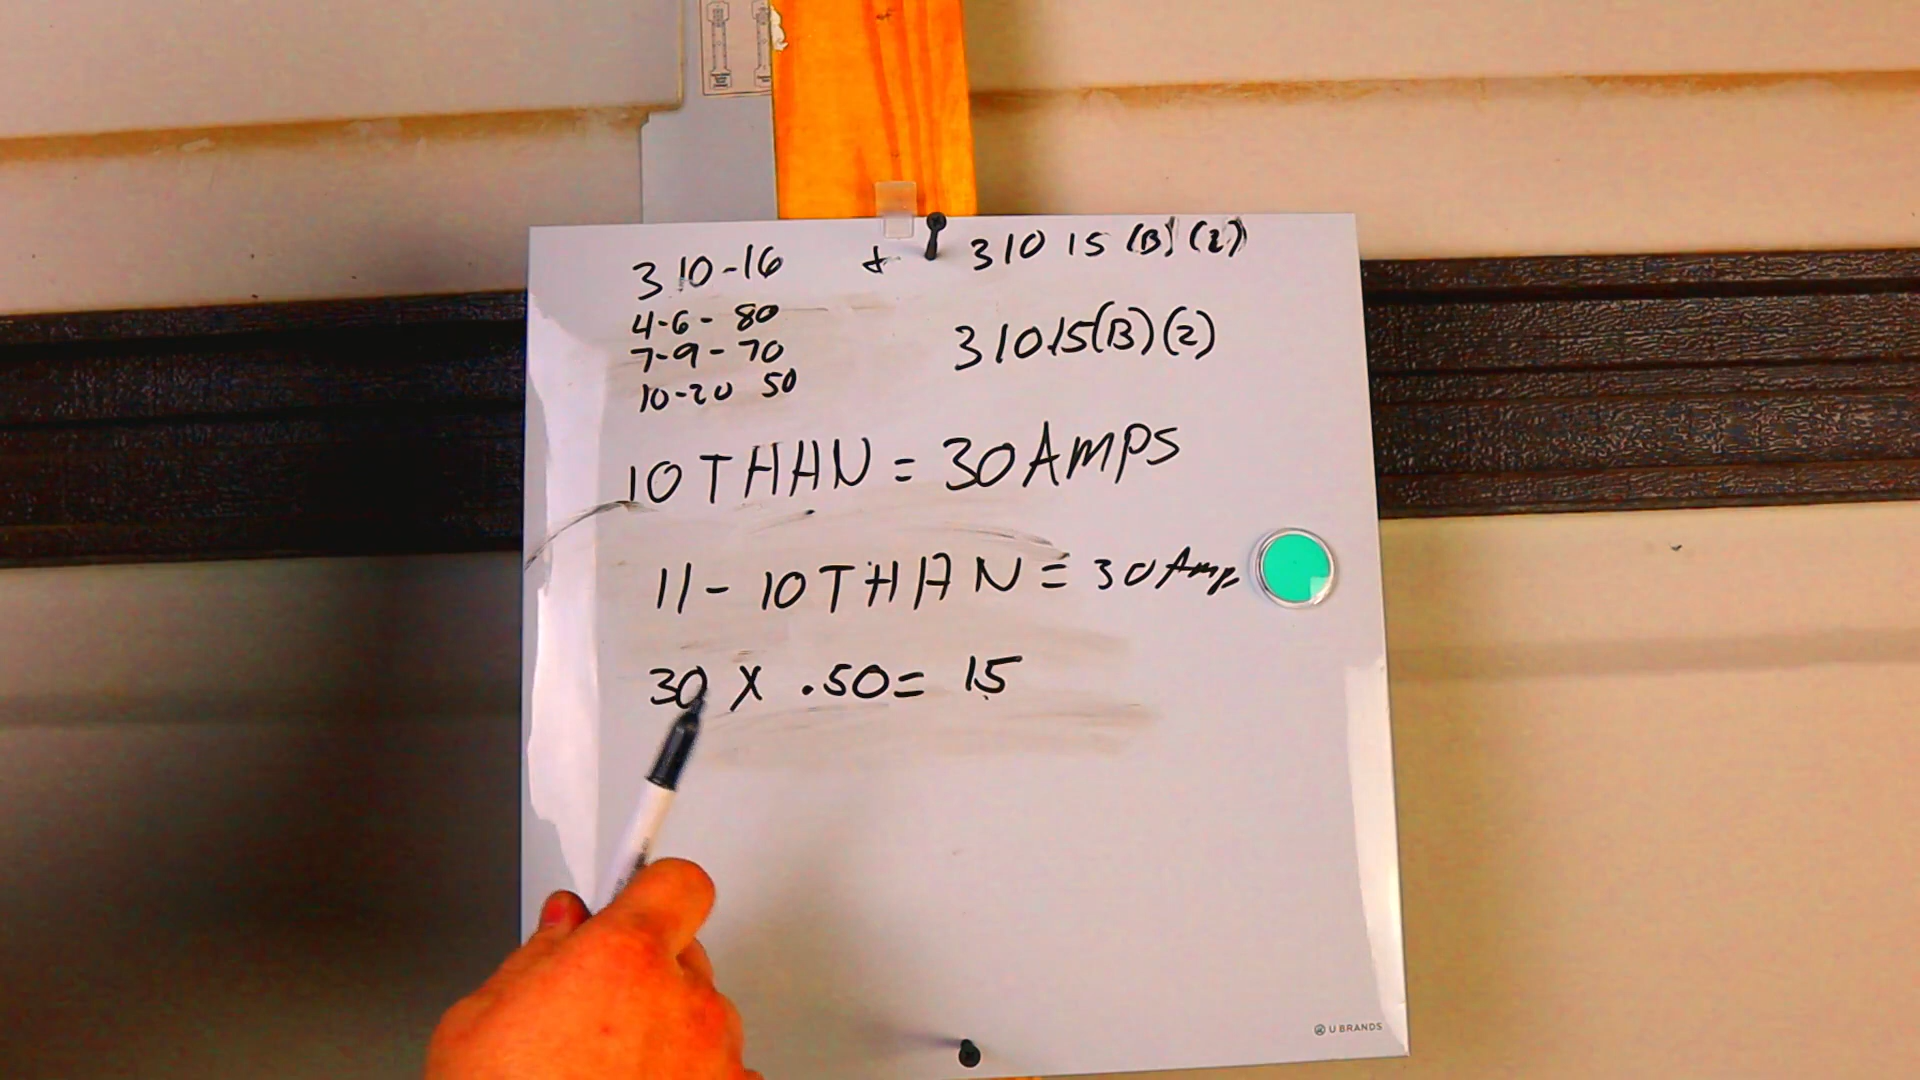 310-16 + 310 15 (B) (2)
4-6- 80
7-9-70
310.15(B)(2)
10-20 50
10 THHN = 30 AMPS
11- 10 THHN = 30 Amps
30 X .50 = 15
U BRANDS